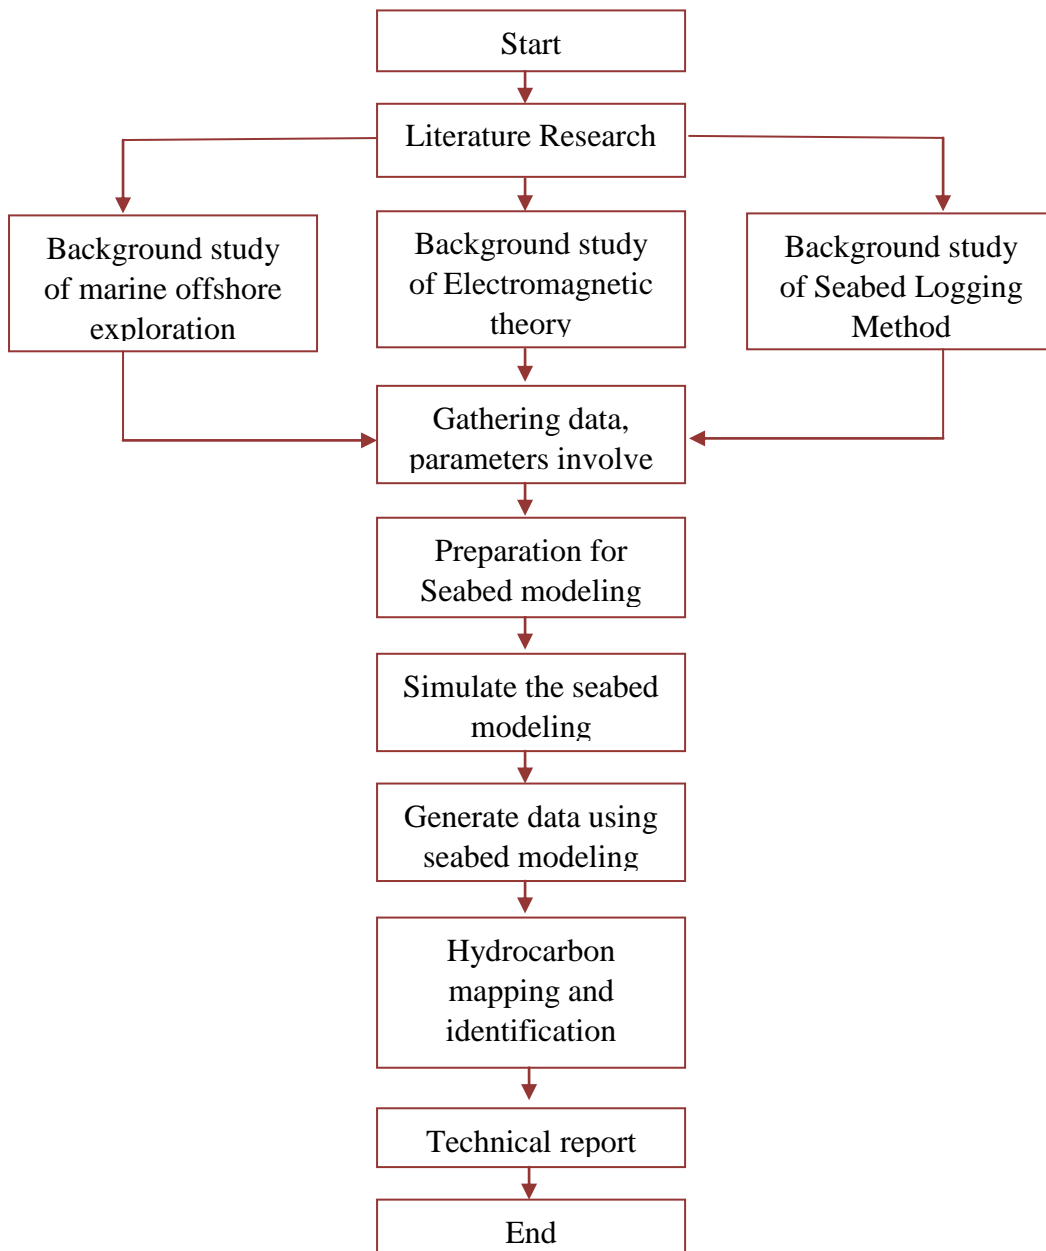 Start
Literature Research
Background study
of marine offshore
exploration
Background study
of Electromagnetic
theory
Background study
of Seabed Logging
Method
Gathering data,
parameters involve
Preparation for
Seabed modeling
Simulate the seabed
modeling
Generate data using
seabed modeling
Hydrocarbon
mapping and
identification
Technical report
End